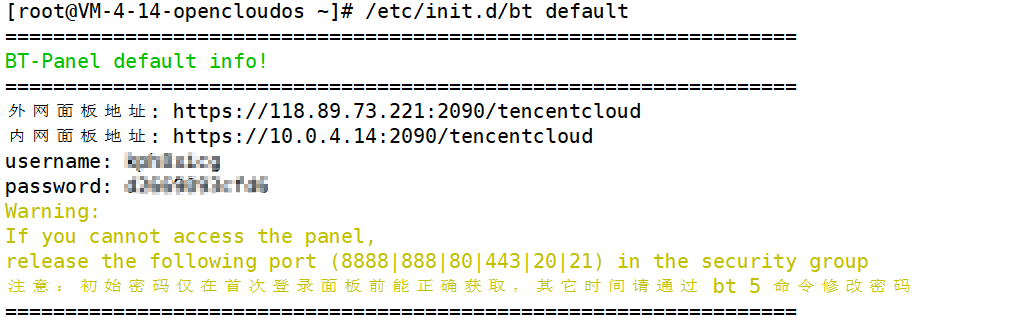 [root@VM-4-14-opencloudos ~]# /etc/init.d/bt default
==================================================================
BT-Panel default info!
==================================================================
外网面板地址: https://118.89.73.221:2090/tencentcloud
内网面板地址: https://10.0.4.14:2090/tencentcloud
username:
password:
Warning:
If you cannot access the panel,
release the following port (8888|888|80|443|20|21) in the security group
注意：初始密码仅在首次登录面板前能正确获取，其它时间请通过 bt 5 命令修改密码
==================================================================